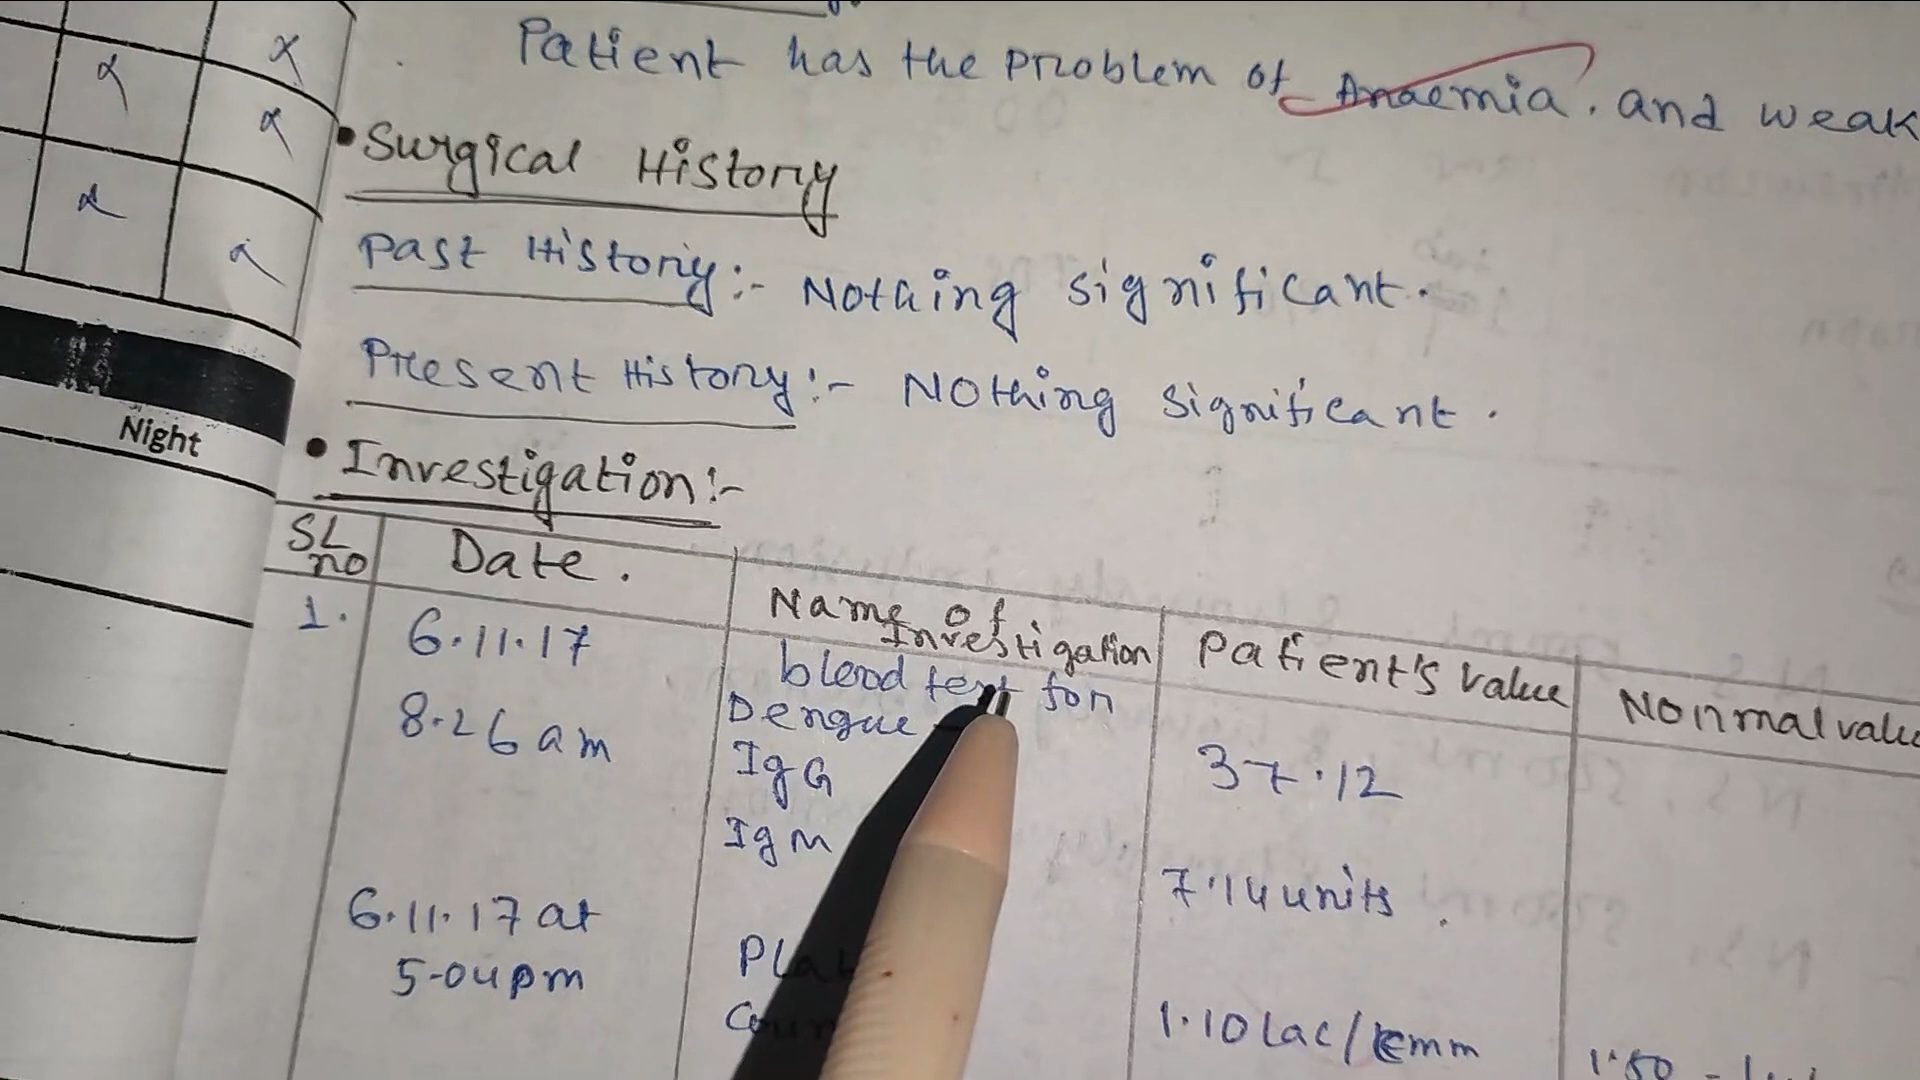 Patient has the problem of Anaemia. and weak
• Surgical History
Past History:- Nothing significant.
Present History:- Nothing significant.
Night
• Investigation:-
SL no Date. Name of Investigation Patient's value Normal value
1. 6.11.17 blood test for
8.26 am Dengue
IgG 37.12
IgM 7.14 units.
6.11.17 at
5-04pm 1.10 Lac/cmm
1.50 -